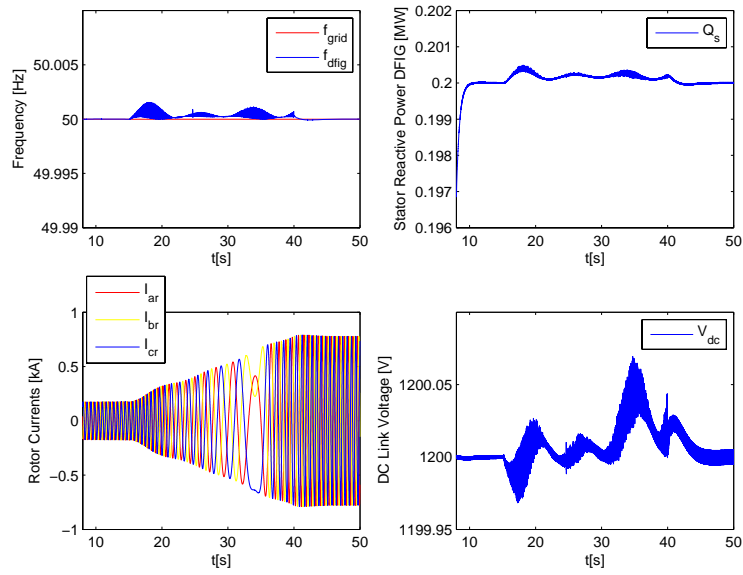 f_grid
f_dfig
50.005
50
49.995
49.99
10 20 30 40 50
t[s]
Frequency [Hz]
Q_s
0.202
0.201
0.2
0.199
0.198
0.197
0.196
10 20 30 40 50
t[s]
Stator Reactive Power DFIG [MW]
I_ar
I_br
I_cr
1
0.5
0
−0.5
−1
10 20 30 40 50
t[s]
Rotor Currents [kA]
V_dc
1200.05
1200
1199.95
10 20 30 40 50
t[s]
DC Link Voltage [V]